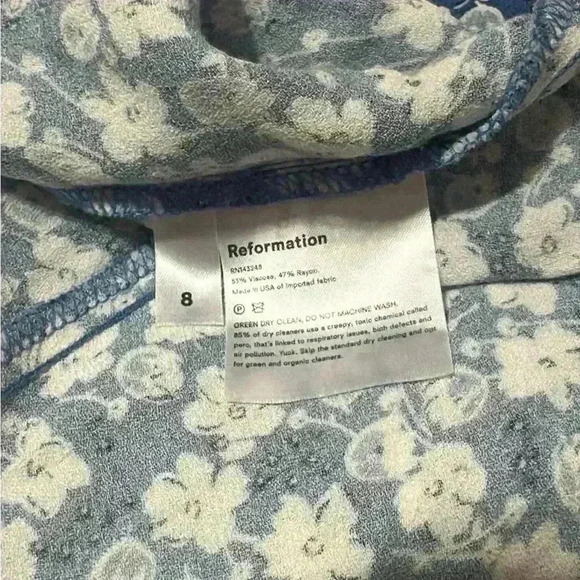 Reformation
RN143248
53% Viscose, 47% Rayon.
Made in USA of imported fabric
8
P
GREEN DRY CLEAN, DO NOT MACHINE WASH.
85% of dry cleaners use a creepy, toxic chemical called
perc, that's linked to respiratory issues, birth defects and
air pollution. Yuck. Skip the standard dry cleaning and opt
for green and organic cleaners.